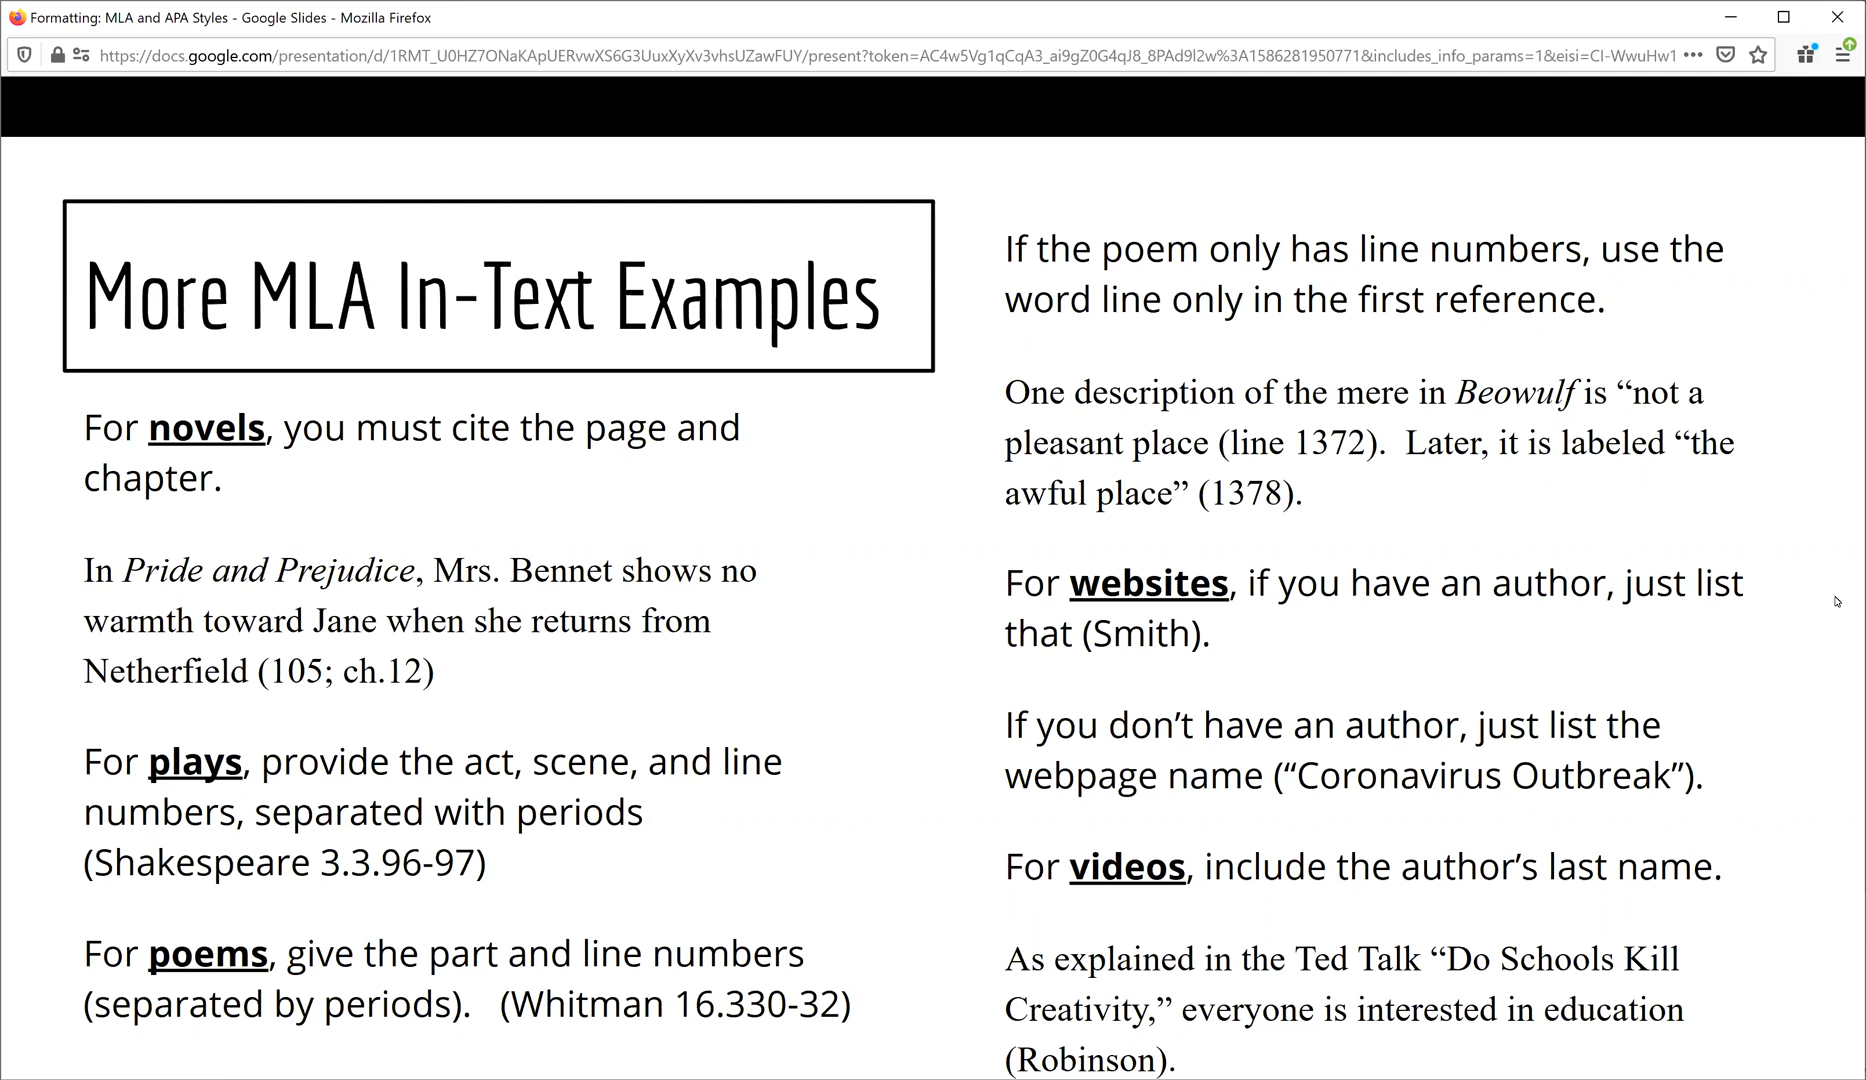 Formatting: MLA and APA Styles - Google Slides - Mozilla Firefox
https://docs.google.com/presentation/d/1RMT_U0HZ7ONaKApUERvwXS6G3UuxXyXv3vhsUZawFUY/present?token=AC4w5Vg1qCqA3_ai9gZ0G4qJ8_8PAd9l2w%3A1586281950771&includes_info_params=1&eisi=CI-WwuHw1
More MLA In-Text Examples
For novels, you must cite the page and
chapter.
In Pride and Prejudice, Mrs. Bennet shows no
warmth toward Jane when she returns from
Netherfield (105; ch.12)
For plays, provide the act, scene, and line
numbers, separated with periods
(Shakespeare 3.3.96-97)
For poems, give the part and line numbers
(separated by periods).   (Whitman 16.330-32)
If the poem only has line numbers, use the
word line only in the first reference.
One description of the mere in Beowulf is “not a
pleasant place (line 1372).  Later, it is labeled “the
awful place” (1378).
For websites, if you have an author, just list
that (Smith).
If you don’t have an author, just list the
webpage name (“Coronavirus Outbreak”).
For videos, include the author’s last name.
As explained in the Ted Talk “Do Schools Kill
Creativity,” everyone is interested in education
(Robinson).